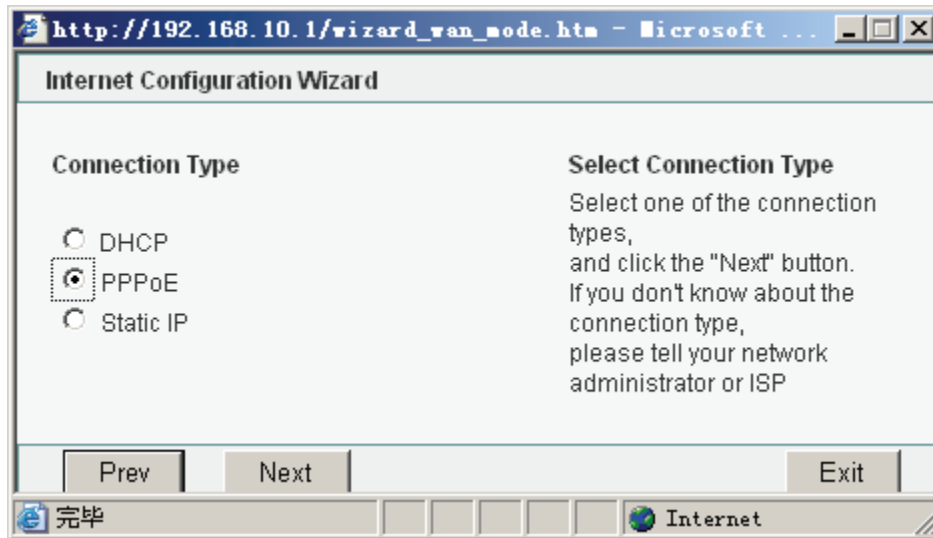 http://192.168.10.1/wizard_wan_mode.htm - Microsoft ...
Internet Configuration Wizard
Connection Type
DHCP
PPPoE
Static IP
Select Connection Type
Select one of the connection
types,
and click the "Next" button.
If you don't know about the
connection type,
please tell your network
administrator or ISP
Prev
Next
Exit
完毕
Internet